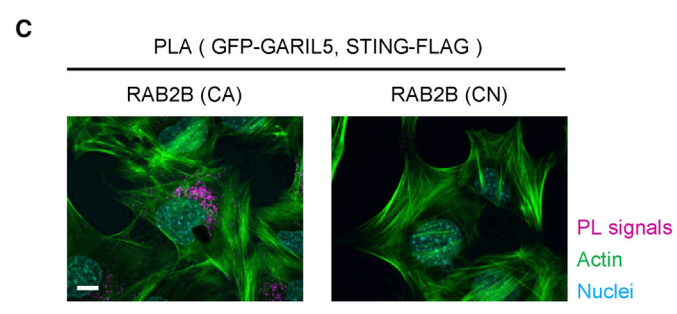 C
PLA ( GFP-GARIL5, STING-FLAG )
RAB2B (CA)
RAB2B (CN)
PL signals
Actin
Nuclei